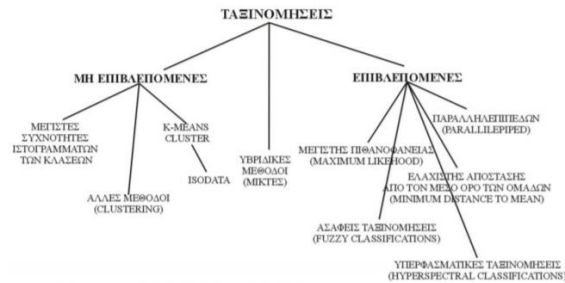 ΤΑΞΙΝΟΜΗΣΕΙΣ
ΜΗ ΕΠΙΒΛΕΠΟΜΕΝΕΣ
ΕΠΙΒΛΕΠΟΜΕΝΕΣ
ΜΕΓΙΣΤΕΣ
ΣΥΧΝΟΤΗΤΕΣ
ΙΣΤΟΓΡΑΜΜΑΤΩΝ
ΤΩΝ ΚΛΑΣΕΩΝ
K-MEANS
CLUSTER
ISODATA
ΑΛΛΕΣ ΜΕΘΟΔΟΙ
(CLUSTERING)
ΥΒΡΙΔΙΚΕΣ
ΜΕΘΟΔΟΙ
(ΜΙΚΤΕΣ)
ΜΕΓΙΣΤΗΣ ΠΙΘΑΝΟΦΑΝΕΙΑΣ
(MAXIMUM LIKEHOOD)
ΠΑΡΑΛΛΗΛΕΠΙΠΕΔΩΝ
(PARALLILEPIPED)
ΕΛΑΧΙΣΤΗΣ ΑΠΟΣΤΑΣΗΣ
ΑΠΟ ΤΟΝ ΜΕΣΟ ΟΡΟ ΤΩΝ ΟΜΑΔΩΝ
(MINIMUM DISTANCE TO MEAN)
ΑΣΑΦΕΙΣ ΤΑΞΙΝΟΜΗΣΕΙΣ
(FUZZY CLASSIFICATIONS)
ΥΠΕΡΦΑΣΜΑΤΙΚΕΣ ΤΑΞΙΝΟΜΗΣΕΙΣ
(HYPERSPECTRAL CLASSIFICATIONS)